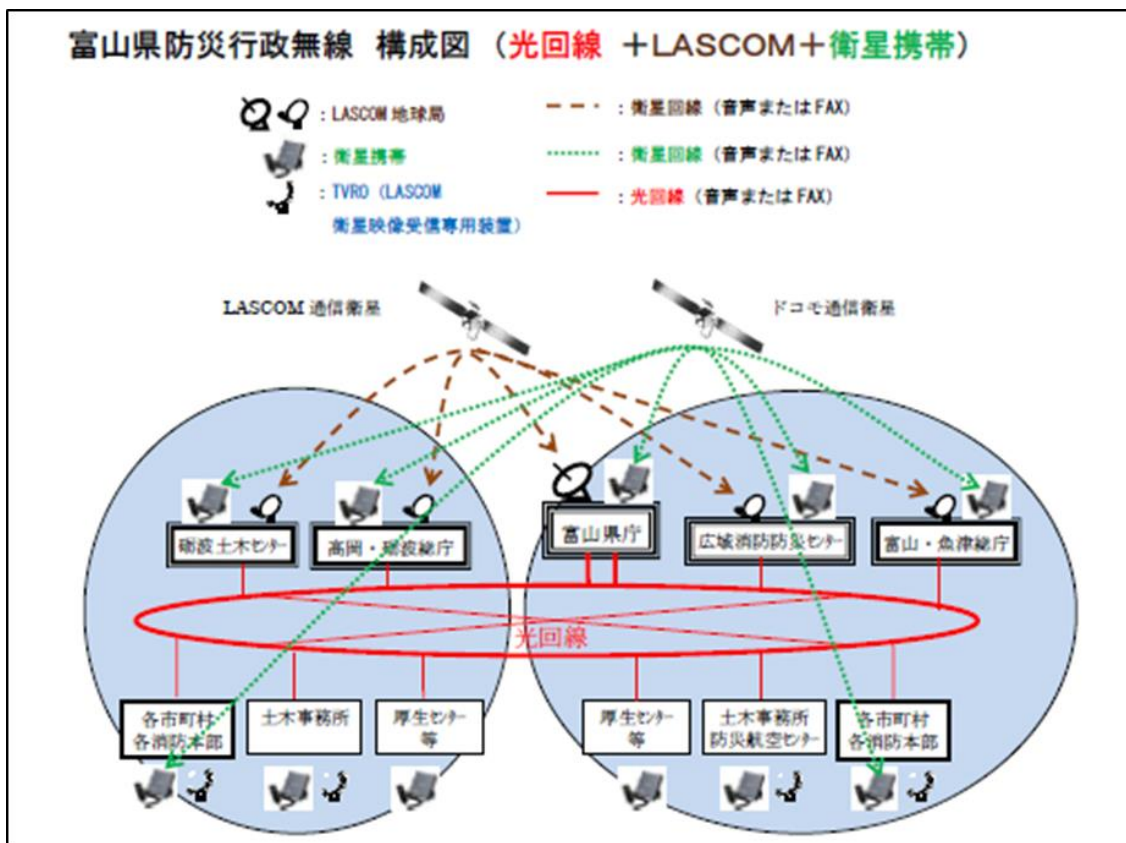 富山県防災行政無線 構成図 （光回線 ＋LASCOM＋衛星携帯）
：LASCOM 地球局
：衛星回線（音声またはFAX）
：衛星携帯
：衛星回線（音声またはFAX）
：TVRO（LASCOM
衛星映像受信専用装置）
：光回線（音声またはFAX）
LASCOM 通信衛星
ドコモ通信衛星
砺波土木センター
高岡・砺波総庁
富山県庁
広域消防防災センター
富山・魚津総庁
光回線
各市町村
各消防本部
土木事務所
厚生センター
等
厚生センター
等
土木事務所
防災航空センター
各市町村
各消防本部